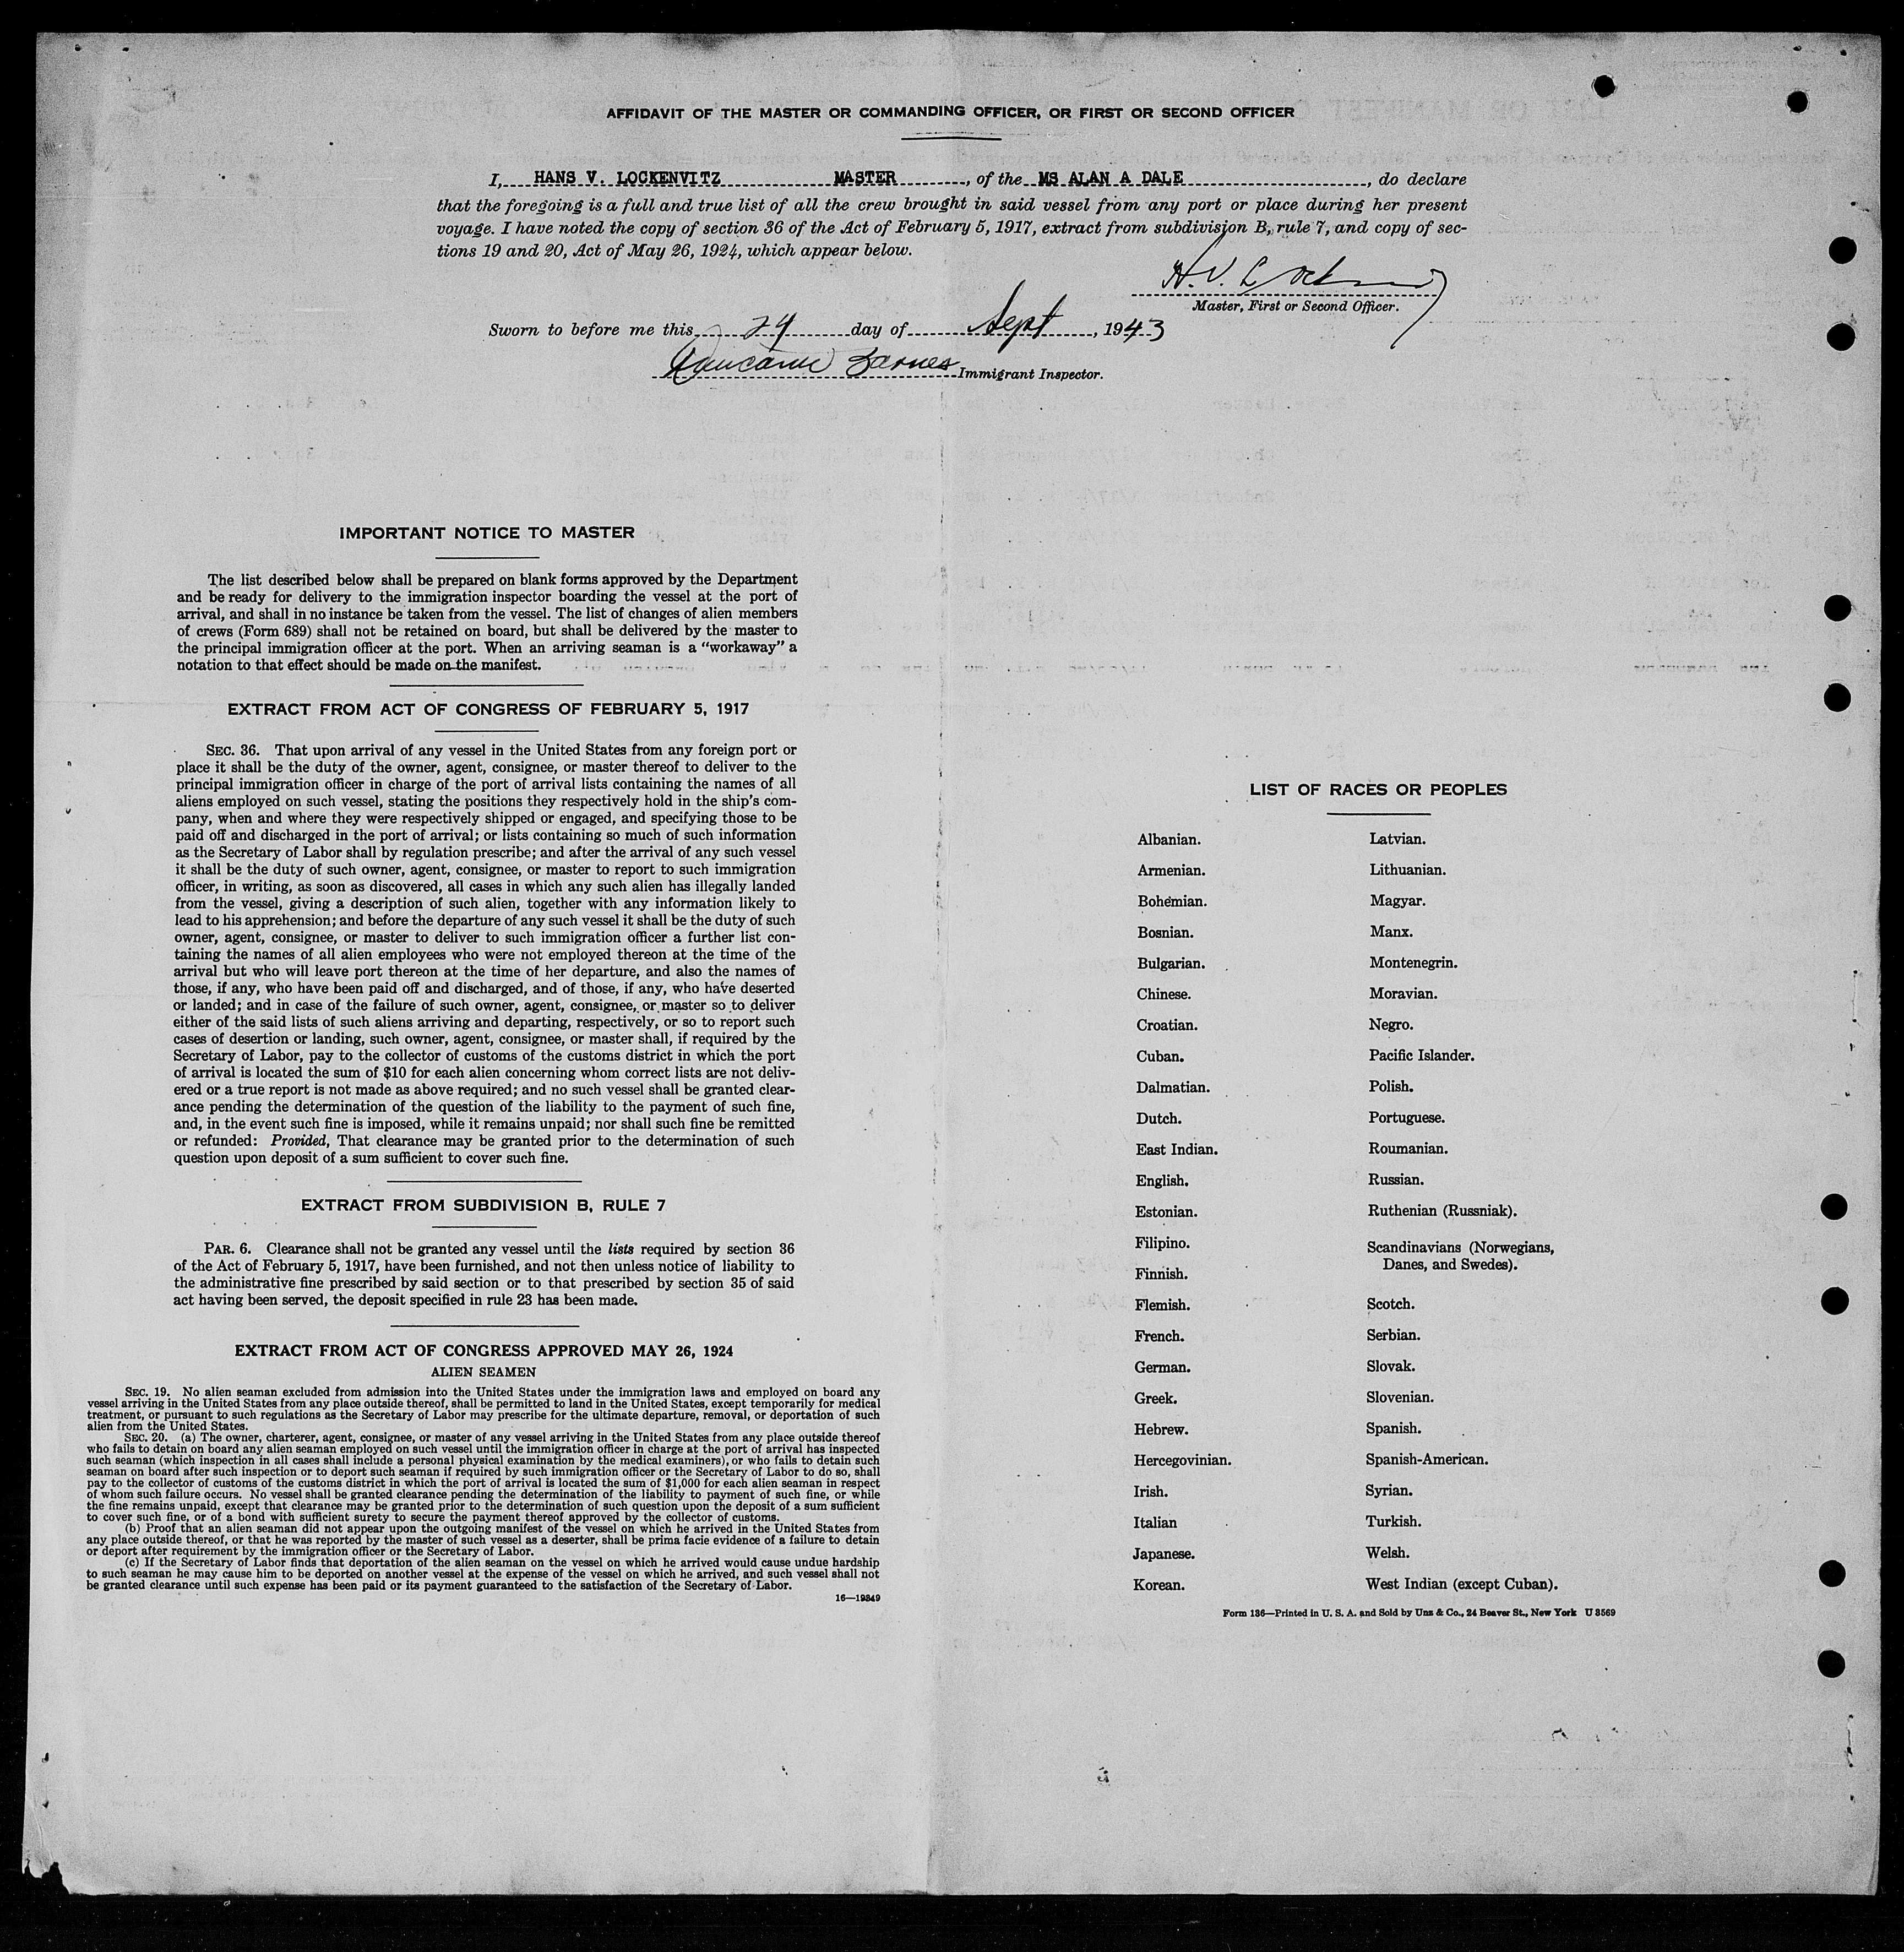 AFFIDAVIT OF THE MASTER OR COMMANDING OFFICER, OR FIRST OR SECOND OFFICER
I, HANS V. LOCKENVITZ MASTER, of the MS ALAN A DALE, do declare
that the foregoing is a full and true list of all the crew brought in said vessel from any port or place during her present
voyage. I have noted the copy of section 36 of the Act of February 5, 1917, extract from subdivision B, rule 7, and copy of sec-
tions 19 and 20, Act of May 26, 1924, which appear below.
H. V. L
Master, First or Second Officer.
Sworn to before me this 24 day of Sept, 1943
Barnes Immigrant Inspector.
IMPORTANT NOTICE TO MASTER
The list described below shall be prepared on blank forms approved by the Department
and be ready for delivery to the immigration inspector boarding the vessel at the port of
arrival, and shall in no instance be taken from the vessel. The list of changes of alien members
of crews (Form 689) shall not be retained on board, but shall be delivered by the master to
the principal immigration officer at the port. When an arriving seaman is a "workaway" a
notation to that effect should be made on the manifest.
EXTRACT FROM ACT OF CONGRESS OF FEBRUARY 5, 1917
SEC. 36. That upon arrival of any vessel in the United States from any foreign port or
place it shall be the duty of the owner, agent, consignee, or master thereof to deliver to the
principal immigration officer in charge of the port of arrival lists containing the names of all
aliens employed on such vessel, stating the positions they respectively hold in the ship's com-
pany, when and where they were respectively shipped or engaged, and specifying those to be
paid off and discharged in the port of arrival; or lists containing so much of such information
as the Secretary of Labor shall by regulation prescribe; and after the arrival of any such vessel
it shall be the duty of such owner, agent, consignee, or master to report to such immigration
officer, in writing, as soon as discovered, all cases in which any such alien has illegally landed
from the vessel, giving a description of such alien, together with any information likely to
lead to his apprehension; and before the departure of any such vessel it shall be the duty of such
owner, agent, consignee, or master to deliver to such immigration officer a further list con-
taining the names of all alien employees who were not employed thereon at the time of the
arrival but who will leave port thereon at the time of her departure, and also the names of
those, if any, who have been paid off and discharged, and of those, if any, who have deserted
or landed; and in case of the failure of such owner, agent, consignee, or master so to deliver
either of the said lists of such aliens arriving and departing, respectively, or so to report such
cases of desertion or landing, such owner, agent, consignee, or master shall, if required by the
Secretary of Labor, pay to the collector of customs of the customs district in which the port
of arrival is located the sum of $10 for each alien concerning whom correct lists are not deliv-
ered or a true report is not made as above required; and no such vessel shall be granted clear-
ance pending the determination of the question of the liability to the payment of such fine,
and, in the event such fine is imposed, while it remains unpaid; nor shall such fine be remitted
or refunded: Provided, That clearance may be granted prior to the determination of such
question upon deposit of a sum sufficient to cover such fine.
EXTRACT FROM SUBDIVISION B, RULE 7
PAR. 6. Clearance shall not be granted any vessel until the lists required by section 36
of the Act of February 5, 1917, have been furnished, and not then unless notice of liability to
the administrative fine prescribed by said section or to that prescribed by section 35 of said
act having been served, the deposit specified in rule 23 has been made.
EXTRACT FROM ACT OF CONGRESS APPROVED MAY 26, 1924
ALIEN SEAMEN
SEC. 19. No alien seaman excluded from admission into the United States under the immigration laws and employed on board any
vessel arriving in the United States from any place outside thereof, shall be permitted to land in the United States, except temporarily for medical
treatment, or pursuant to such regulations as the Secretary of Labor may prescribe for the ultimate departure, removal, or deportation of such
alien from the United States.
SEC. 20. (a) The owner, charterer, agent, consignee, or master of any vessel arriving in the United States from any place outside thereof
who fails to detain on board any alien seaman employed on such vessel until the immigration officer in charge at the port of arrival has inspected
such seaman (which inspection in all cases shall include a personal physical examination by the medical examiners), or who fails to detain such
seaman on board after such inspection or to deport such seaman if required by such immigration officer or the Secretary of Labor to do so, shall
pay to the collector of customs of the customs district in which the port of arrival is located the sum of $1,000 for each alien seaman in respect
of whom such failure occurs. No vessel shall be granted clearance pending the determination of the liability to payment of such fine, or while
the fine remains unpaid, except that clearance may be granted prior to the determination of such question upon the deposit of a sum sufficient
to cover such fine, or of a bond with sufficient surety to secure the payment thereof approved by the collector of customs.
(b) Proof that an alien seaman did not appear upon the outgoing manifest of the vessel on which he arrived in the United States from
any place outside thereof, or that he was reported by the master of such vessel as a deserter, shall be prima facie evidence of a failure to detain
or deport after requirement by the immigration officer or the Secretary of Labor.
(c) If the Secretary of Labor finds that deportation of the alien seaman on the vessel on which he arrived would cause undue hardship
to such seaman he may cause him to be deported on another vessel at the expense of the vessel on which he arrived, and such vessel shall not
be granted clearance until such expense has been paid or its payment guaranteed to the satisfaction of the Secretary of Labor.
16—19849
LIST OF RACES OR PEOPLES
Albanian.
Armenian.
Bohemian.
Bosnian.
Bulgarian.
Chinese.
Croatian.
Cuban.
Dalmatian.
Dutch.
East Indian.
English.
Estonian.
Filipino.
Finnish.
Flemish.
French.
German.
Greek.
Hebrew.
Hercegovinian.
Irish.
Italian
Japanese.
Korean.
Latvian.
Lithuanian.
Magyar.
Manx.
Montenegrin.
Moravian.
Negro.
Pacific Islander.
Polish.
Portuguese.
Roumanian.
Russian.
Ruthenian (Russniak).
Scandinavians (Norwegians,
Danes, and Swedes).
Scotch.
Serbian.
Slovak.
Slovenian.
Spanish.
Spanish-American.
Syrian.
Turkish.
Welsh.
West Indian (except Cuban).
Form 136—Printed in U. S. A. and Sold by Unz & Co., 24 Beaver St., New York U 3569